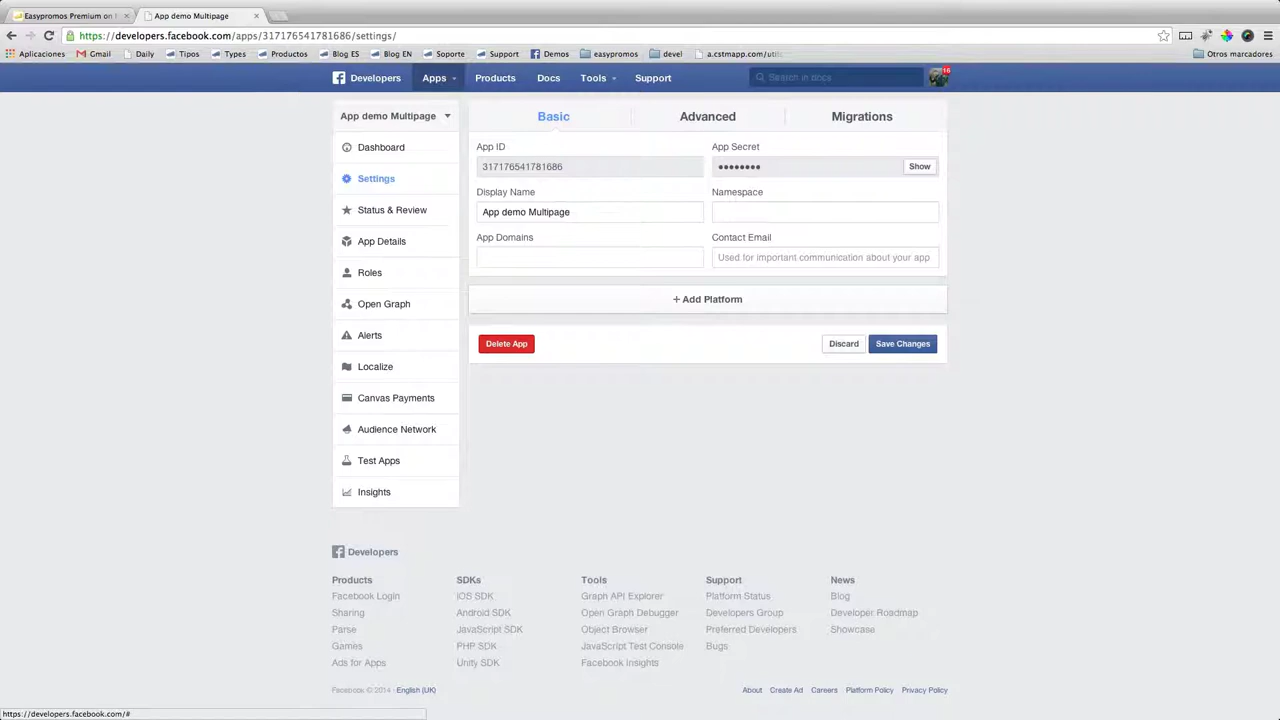 Easypromos Premium on
App demo Multipage
https://developers.facebook.com/apps/317176541781686/settings/
Aplicaciones Gmail Daily Tipos Types Productos Blog ES Blog EN Soporte Support Demos easypromos devel a.cstmapp.com/utils Otros marcadores
Developers Apps Products Docs Tools Support Search in docs 16
App demo Multipage
Dashboard
Settings
Status & Review
App Details
Roles
Open Graph
Alerts
Localize
Canvas Payments
Audience Network
Test Apps
Insights
Basic Advanced Migrations
App ID App Secret
317176541781686 •••••••• Show
Display Name Namespace
App demo Multipage
App Domains Contact Email
Used for important communication about your app
+ Add Platform
Delete App Discard Save Changes
Developers
Products SDKs Tools Support News
Facebook Login iOS SDK Graph API Explorer Platform Status Blog
Sharing Android SDK Open Graph Debugger Developers Group Developer Roadmap
Parse JavaScript SDK Object Browser Preferred Developers Showcase
Games PHP SDK JavaScript Test Console Bugs
Ads for Apps Unity SDK Facebook Insights
Facebook © 2014 · English (UK) About Create Ad Careers Platform Policy Privacy Policy
https://developers.facebook.com/#